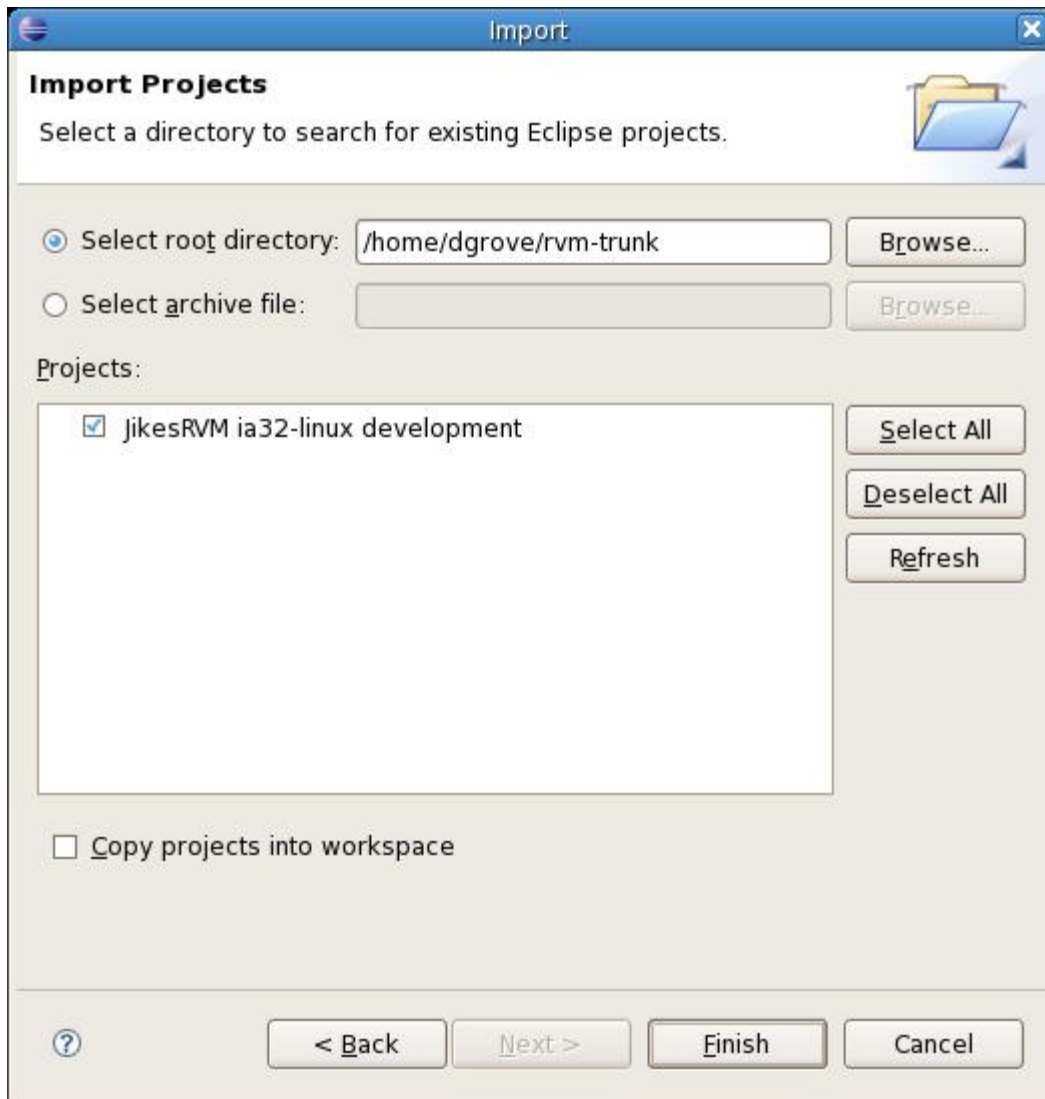 Import
Import Projects
Select a directory to search for existing Eclipse projects.
Select root directory: /home/dgrove/rvm-trunk Browse...
Select archive file: Browse...
Projects:
JikesRVM ia32-linux development
Select All
Deselect All
Refresh
Copy projects into workspace
? < Back Next > Finish Cancel